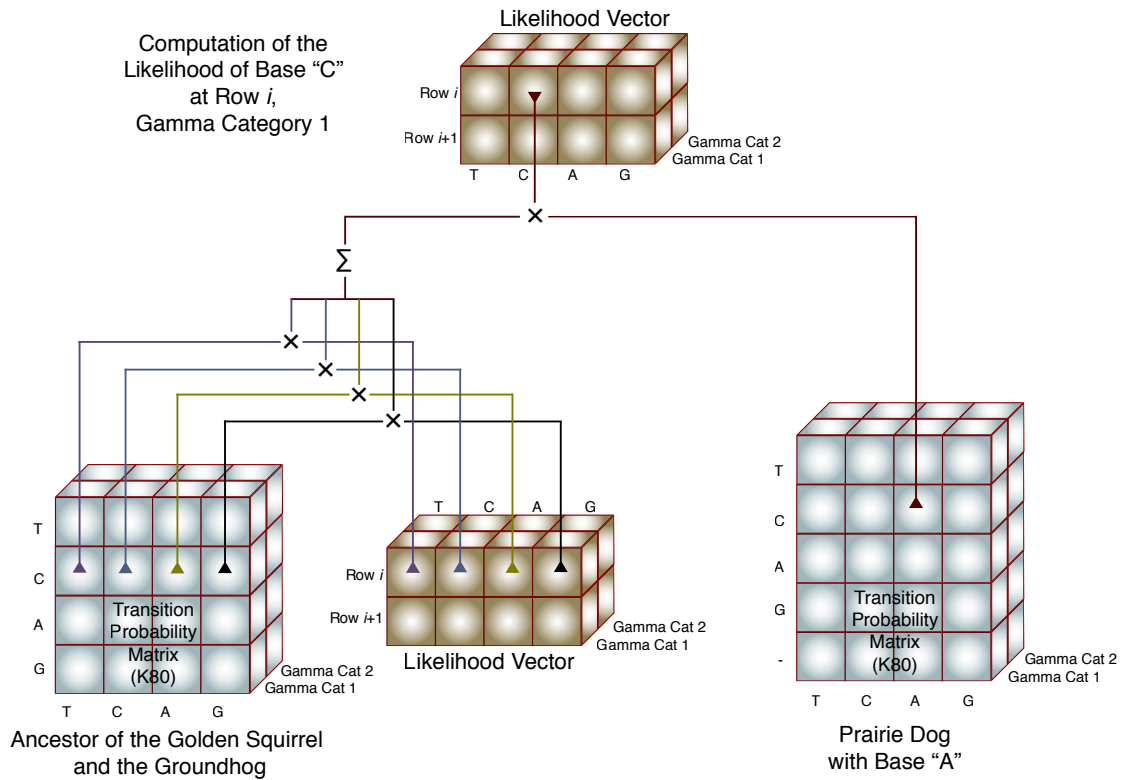 Computation of the
Likelihood of Base “C”
at Row i,
Gamma Category 1
Likelihood Vector
Row i
Row i+1
Gamma Cat 2
Gamma Cat 1
T C A G
×
Σ
×
×
×
×
T
C
A
G
Transition
Probability
Matrix
(K80)
Gamma Cat 2
Gamma Cat 1
T C A G
Ancestor of the Golden Squirrel
and the Groundhog
T C A G
Row i
Row i+1
Gamma Cat 2
Gamma Cat 1
Likelihood Vector
T
C
A
G
-
Transition
Probability
Matrix
(K80)
Gamma Cat 2
Gamma Cat 1
T C A G
Prairie Dog
with Base “A”